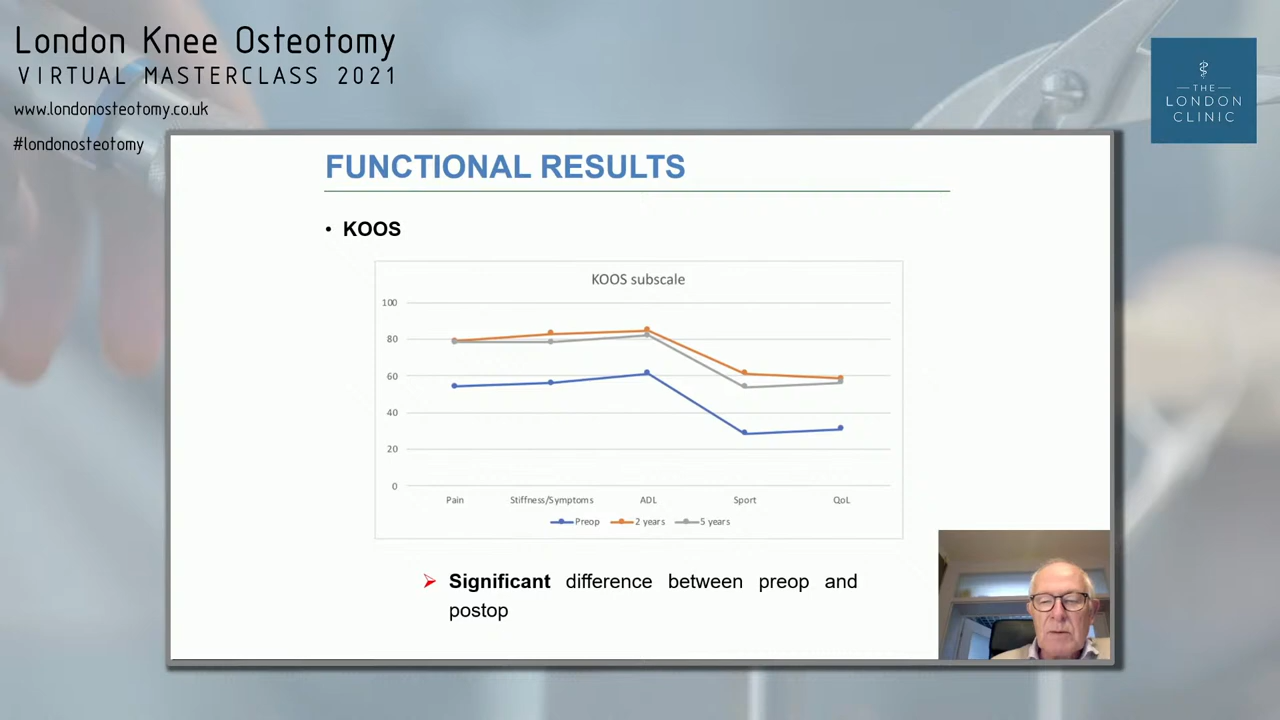 London Knee Osteotomy
VIRTUAL MASTERCLASS 2021
www.londonosteotomy.co.uk
#londonosteotomy
THE
LONDON
CLINIC
FUNCTIONAL RESULTS
• KOOS
KOOS subscale
100
80
60
40
20
0
Pain Stiffness/Symptoms ADL Sport QoL
Preop 2 years 5 years
Significant difference between preop and
postop